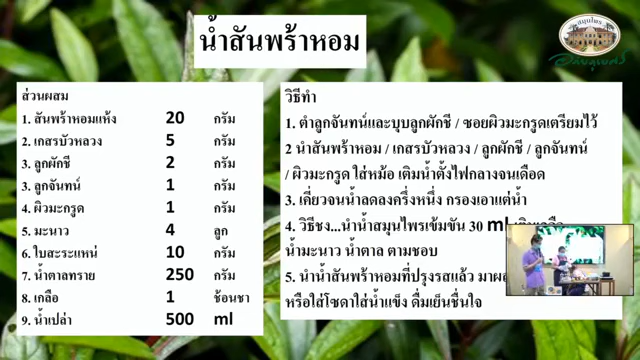 น้ำสันพร้าหอม
สมุนไพร
อภัยภูเบศร
ส่วนผสม
1. สันพร้าหอมแห้ง 20 กรัม
2. เกสรบัวหลวง 5 กรัม
3. ลูกผักชี 2 กรัม
3. ลูกจันทน์ 1 กรัม
4. ผิวมะกรูด 1 กรัม
5. มะนาว 4 ลูก
6. ใบสะระแหน่ 10 กรัม
7. น้ำตาลทราย 250 กรัม
8. เกลือ 1 ช้อนชา
9. น้ำเปล่า 500 ml
วิธีทำ
1. ตำลูกจันทน์และบุบลูกผักชี / ซอยผิวมะกรูดเตรียมไว้
2 นำสันพร้าหอม / เกสรบัวหลวง / ลูกผักชี / ลูกจันทน์
/ ผิวมะกรูด ใส่หม้อ เติมน้ำตั้งไฟกลางจนเดือด
3. เคี่ยวจนน้ำลดลงครึ่งหนึ่ง กรองเอาแต่น้ำ
4. วิธีชง...นำน้ำสมุนไพรเข้มข้น 30 ml
น้ำมะนาว น้ำตาล ตามชอบ
5. นำน้ำสันพร้าหอมที่ปรุงรสแล้ว
หรือใส่โซดาใส่น้ำแข็ง ดื่มเย็นชื่นใจ